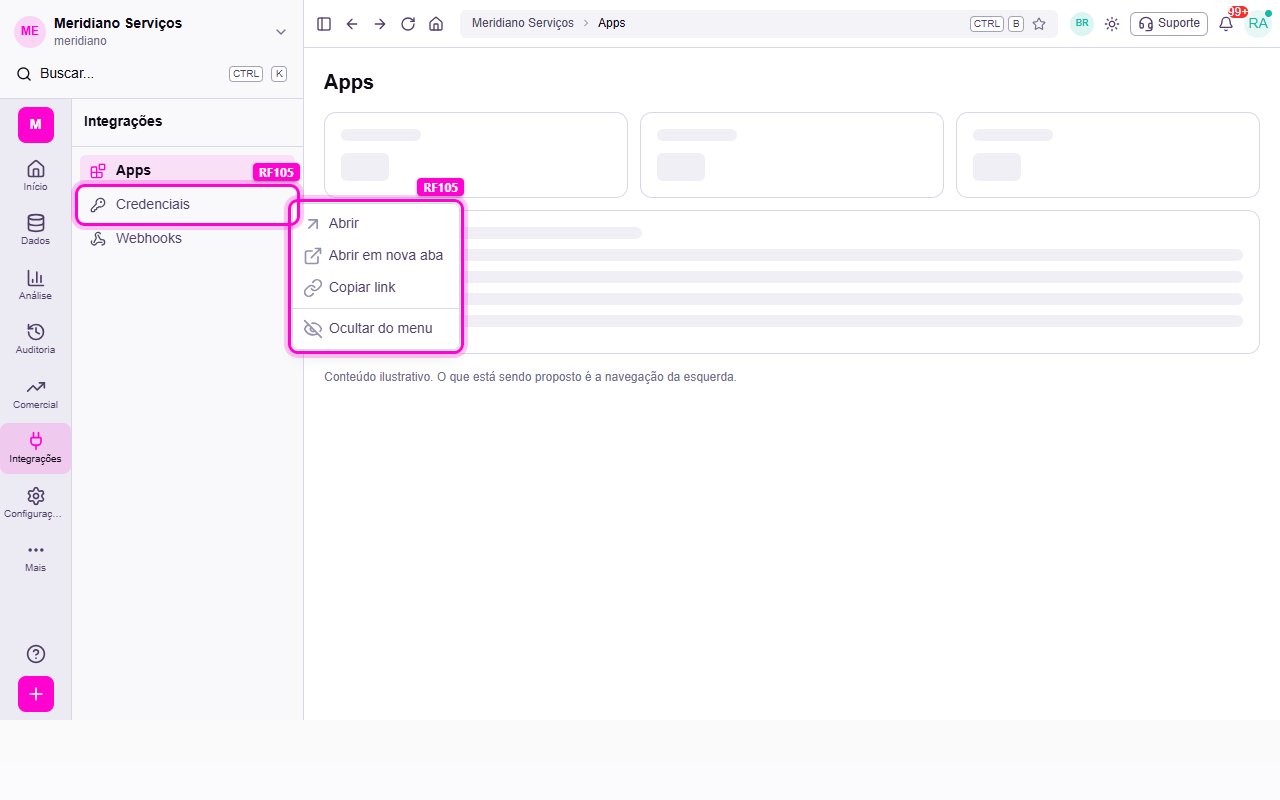 ME
Meridiano Serviços
meridiano
Buscar...
CTRL
K
Meridiano Serviços
Apps
CTRL
B
BR
Suporte
99+
RA
M
Início
Dados
Análise
Auditoria
Comercial
Integrações
Configuraç...
Mais
Integrações
Apps
RF105
Credenciais
Webhooks
RF105
Abrir
Abrir em nova aba
Copiar link
Ocultar do menu
Apps
Conteúdo ilustrativo. O que está sendo proposto é a navegação da esquerda.